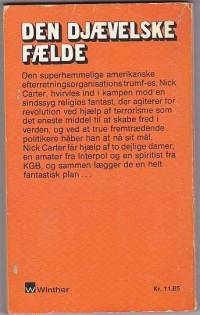 DEN DJÆVELSKE
FÆLDE
Den superhemmelige amerikanske
efterretningsorganisations trumf-es, Nick
Carter, hvirvles ind i kampen mod en
sindssyg religiøs fantast, der agiterer for
revolution ved hjælp af terrorisme som
det eneste middel til at skabe fred i
verden, og ved at true fremtrædende
politikere håber han at nå sit mål.
Nick Carter får hjælp af to dejlige damer,
en amatør fra Interpol og en spiritist fra
KGB, og sammen lægger de en helt
fantastisk plan . . .
Winther
Kr. 11.85